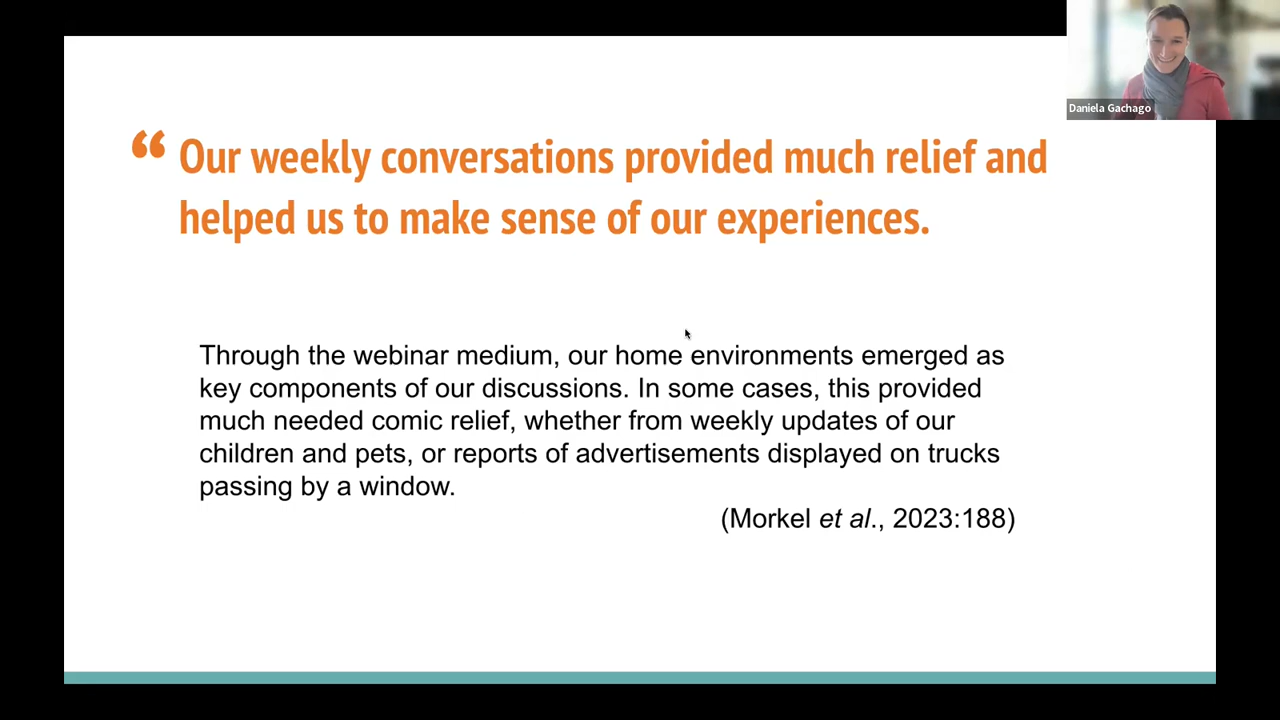 “ Our weekly conversations provided much relief and
helped us to make sense of our experiences.
Through the webinar medium, our home environments emerged as
key components of our discussions. In some cases, this provided
much needed comic relief, whether from weekly updates of our
children and pets, or reports of advertisements displayed on trucks
passing by a window.
(Morkel et al., 2023:188)
Daniela Gachago